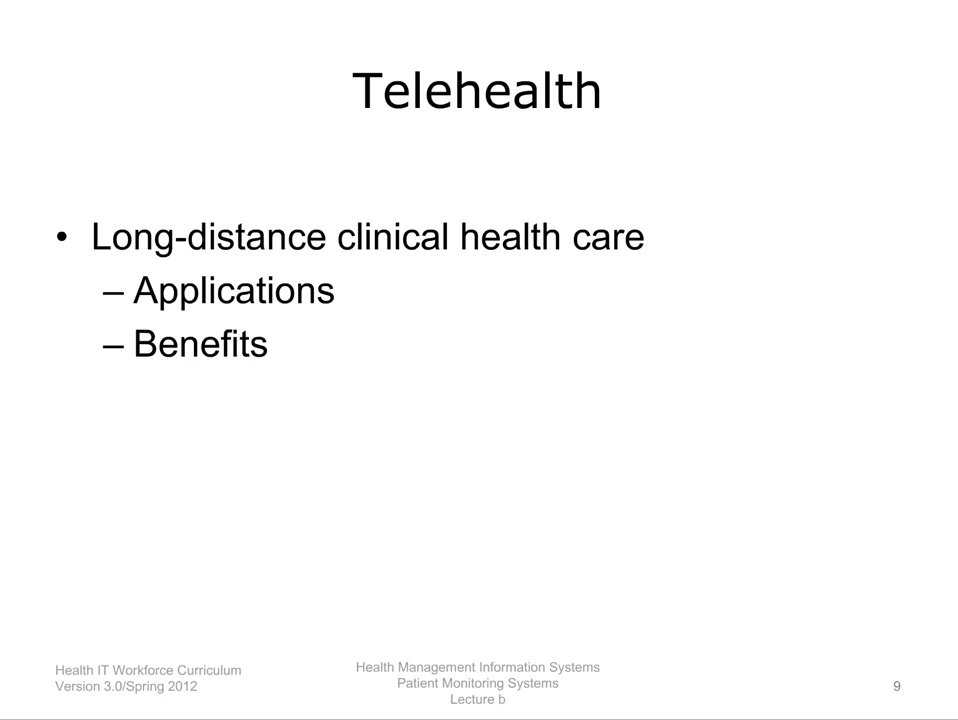 Telehealth
• Long-distance clinical health care
– Applications
– Benefits
Health IT Workforce Curriculum
Version 3.0/Spring 2012
Health Management Information Systems
Patient Monitoring Systems
Lecture b
9